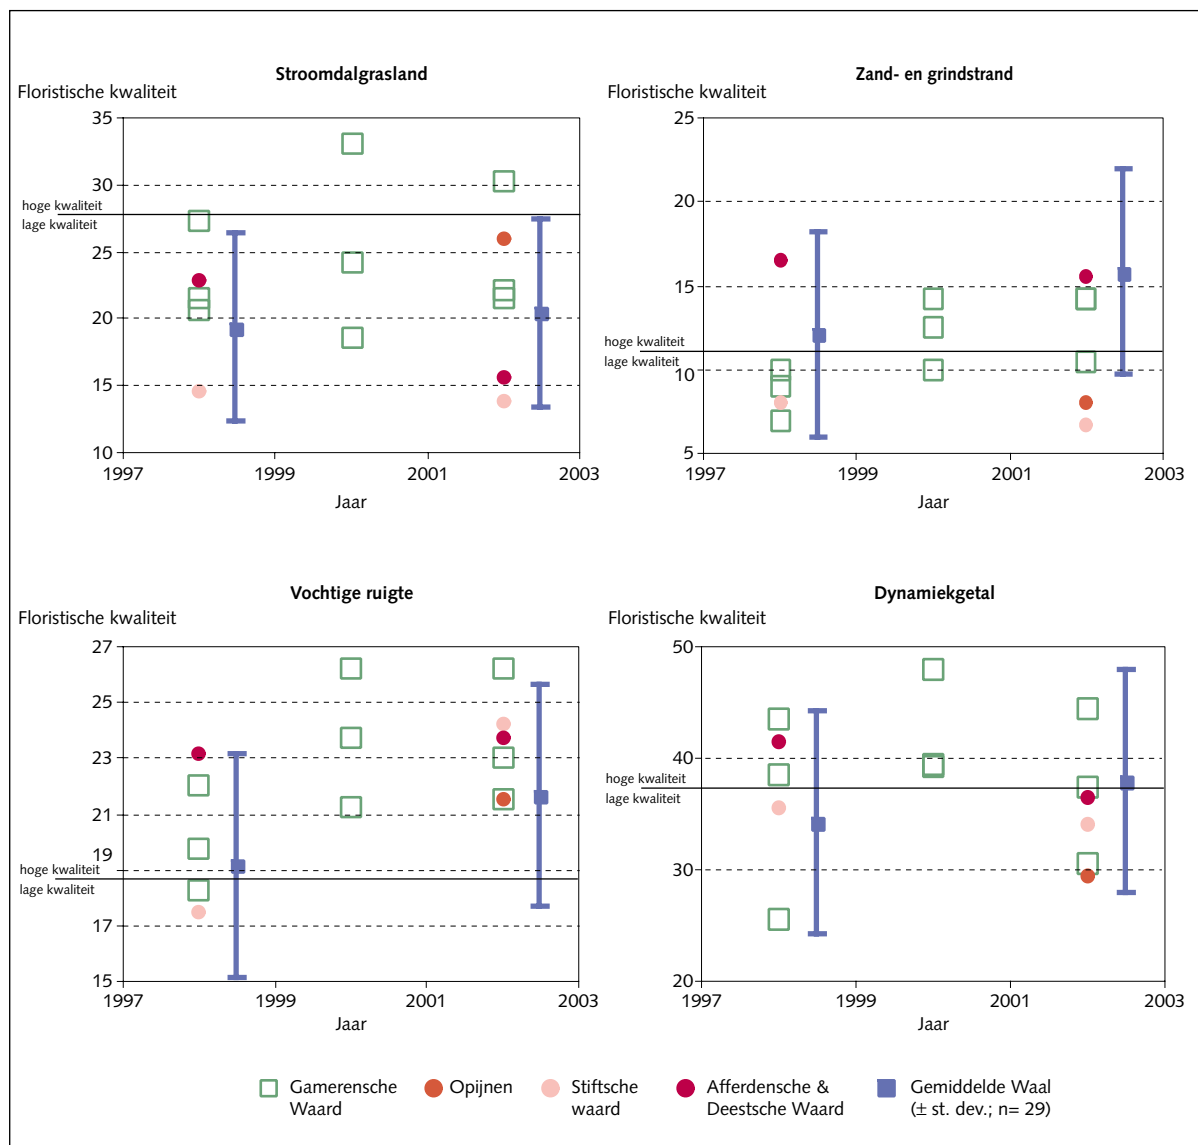 Stroomdalgrasland
Floristische kwaliteit
35
30
hoge kwaliteit
lage kwaliteit
25
20
15
10
1997
1999
2001
2003
Jaar
Zand- en grindstrand
Floristische kwaliteit
25
20
15
hoge kwaliteit
lage kwaliteit
10
5
1997
1999
2001
2003
Jaar
Vochtige ruigte
Floristische kwaliteit
27
25
23
21
19
hoge kwaliteit
lage kwaliteit
17
15
1997
1999
2001
2003
Jaar
Dynamiekgetal
Floristische kwaliteit
50
40
hoge kwaliteit
lage kwaliteit
30
20
1997
1999
2001
2003
Jaar
Gamerensche
Waard
Opijnen
Stiftsche
waard
Afferdensche &
Deestsche Waard
Gemiddelde Waal
(± st. dev.; n= 29)